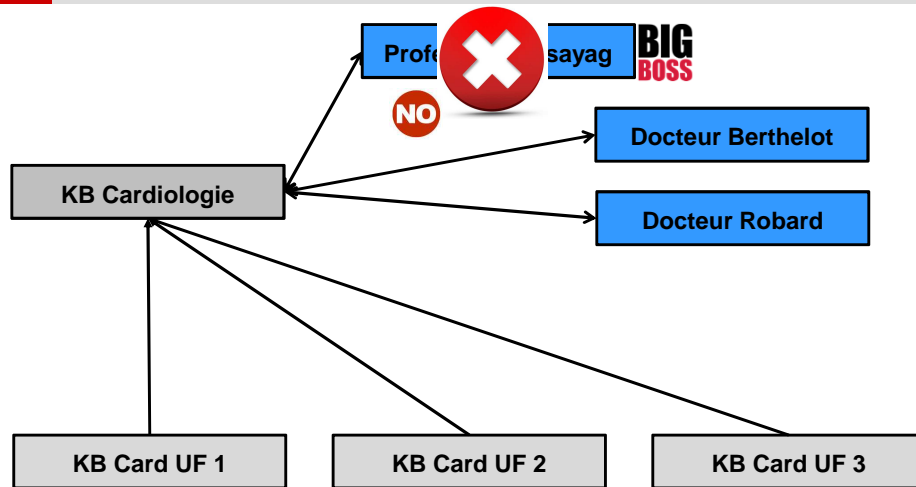 Profe sayag
BIG
BOSS
NO
Docteur Berthelot
KB Cardiologie
Docteur Robard
KB Card UF 1
KB Card UF 2
KB Card UF 3